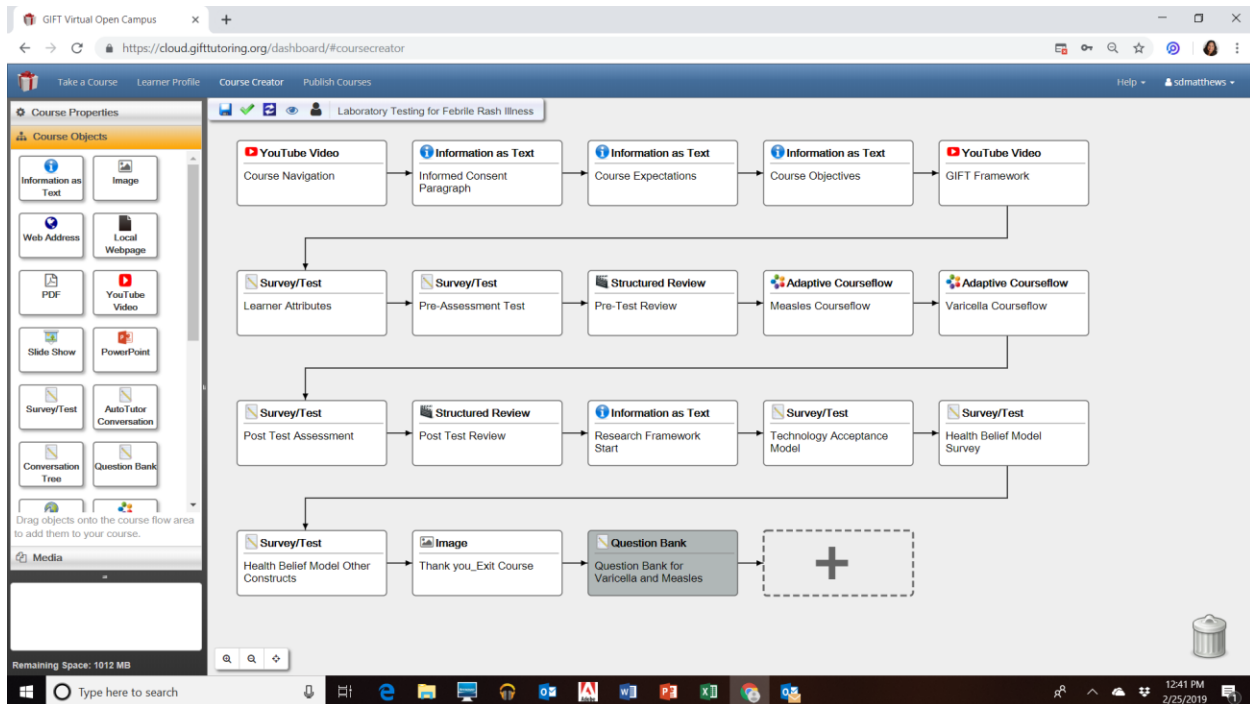 GIFT Virtual Open Campus
https://cloud.gifttutoring.org/dashboard/#coursecreator
Take a Course Learner Profile Course Creator Publish Courses Help sdmatthews
Course Properties
Laboratory Testing for Febrile Rash Illness
Course Objects
Information as
Text
Image
Web Address
Local
Webpage
PDF
YouTube
Video
Slide Show
PowerPoint
Survey/Test
AutoTutor
Conversation
Conversation
Tree
Question Bank
Drag objects onto the course flow area
to add them to your course.
Media
Remaining Space: 1012 MB
YouTube Video
Course Navigation
Information as Text
Informed Consent
Paragraph
Information as Text
Course Expectations
Information as Text
Course Objectives
YouTube Video
GIFT Framework
Survey/Test
Learner Attributes
Survey/Test
Pre-Assessment Test
Structured Review
Pre-Test Review
Adaptive Courseflow
Measles Courseflow
Adaptive Courseflow
Varicella Courseflow
Survey/Test
Post Test Assessment
Structured Review
Post Test Review
Information as Text
Research Framework
Start
Survey/Test
Technology Acceptance
Model
Survey/Test
Health Belief Model
Survey
Survey/Test
Health Belief Model Other
Constructs
Image
Thank you_Exit Course
Question Bank
Question Bank for
Varicella and Measles
Type here to search
12:41 PM
2/25/2019